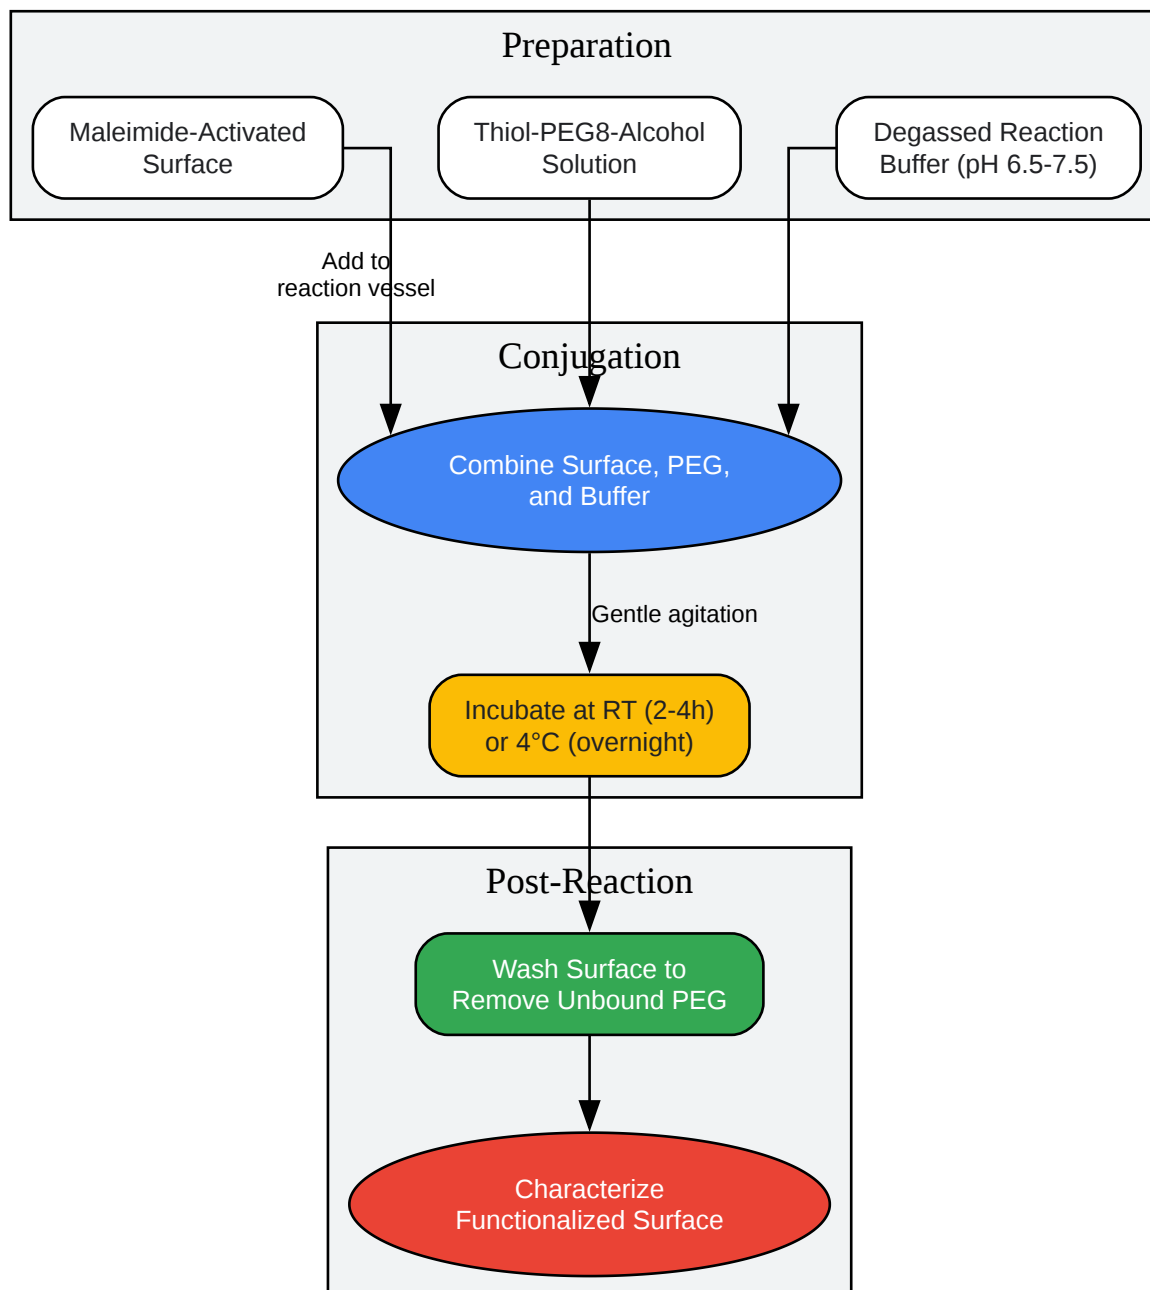 Preparation
Maleimide-Activated
Surface
Thiol-PEG8-Alcohol
Solution
Degassed Reaction
Buffer (pH 6.5-7.5)
Add to
reaction vessel
Conjugation
Combine Surface, PEG,
and Buffer
Gentle agitation
Incubate at RT (2-4h)
or 4°C (overnight)
Post-Reaction
Wash Surface to
Remove Unbound PEG
Characterize
Functionalized Surface